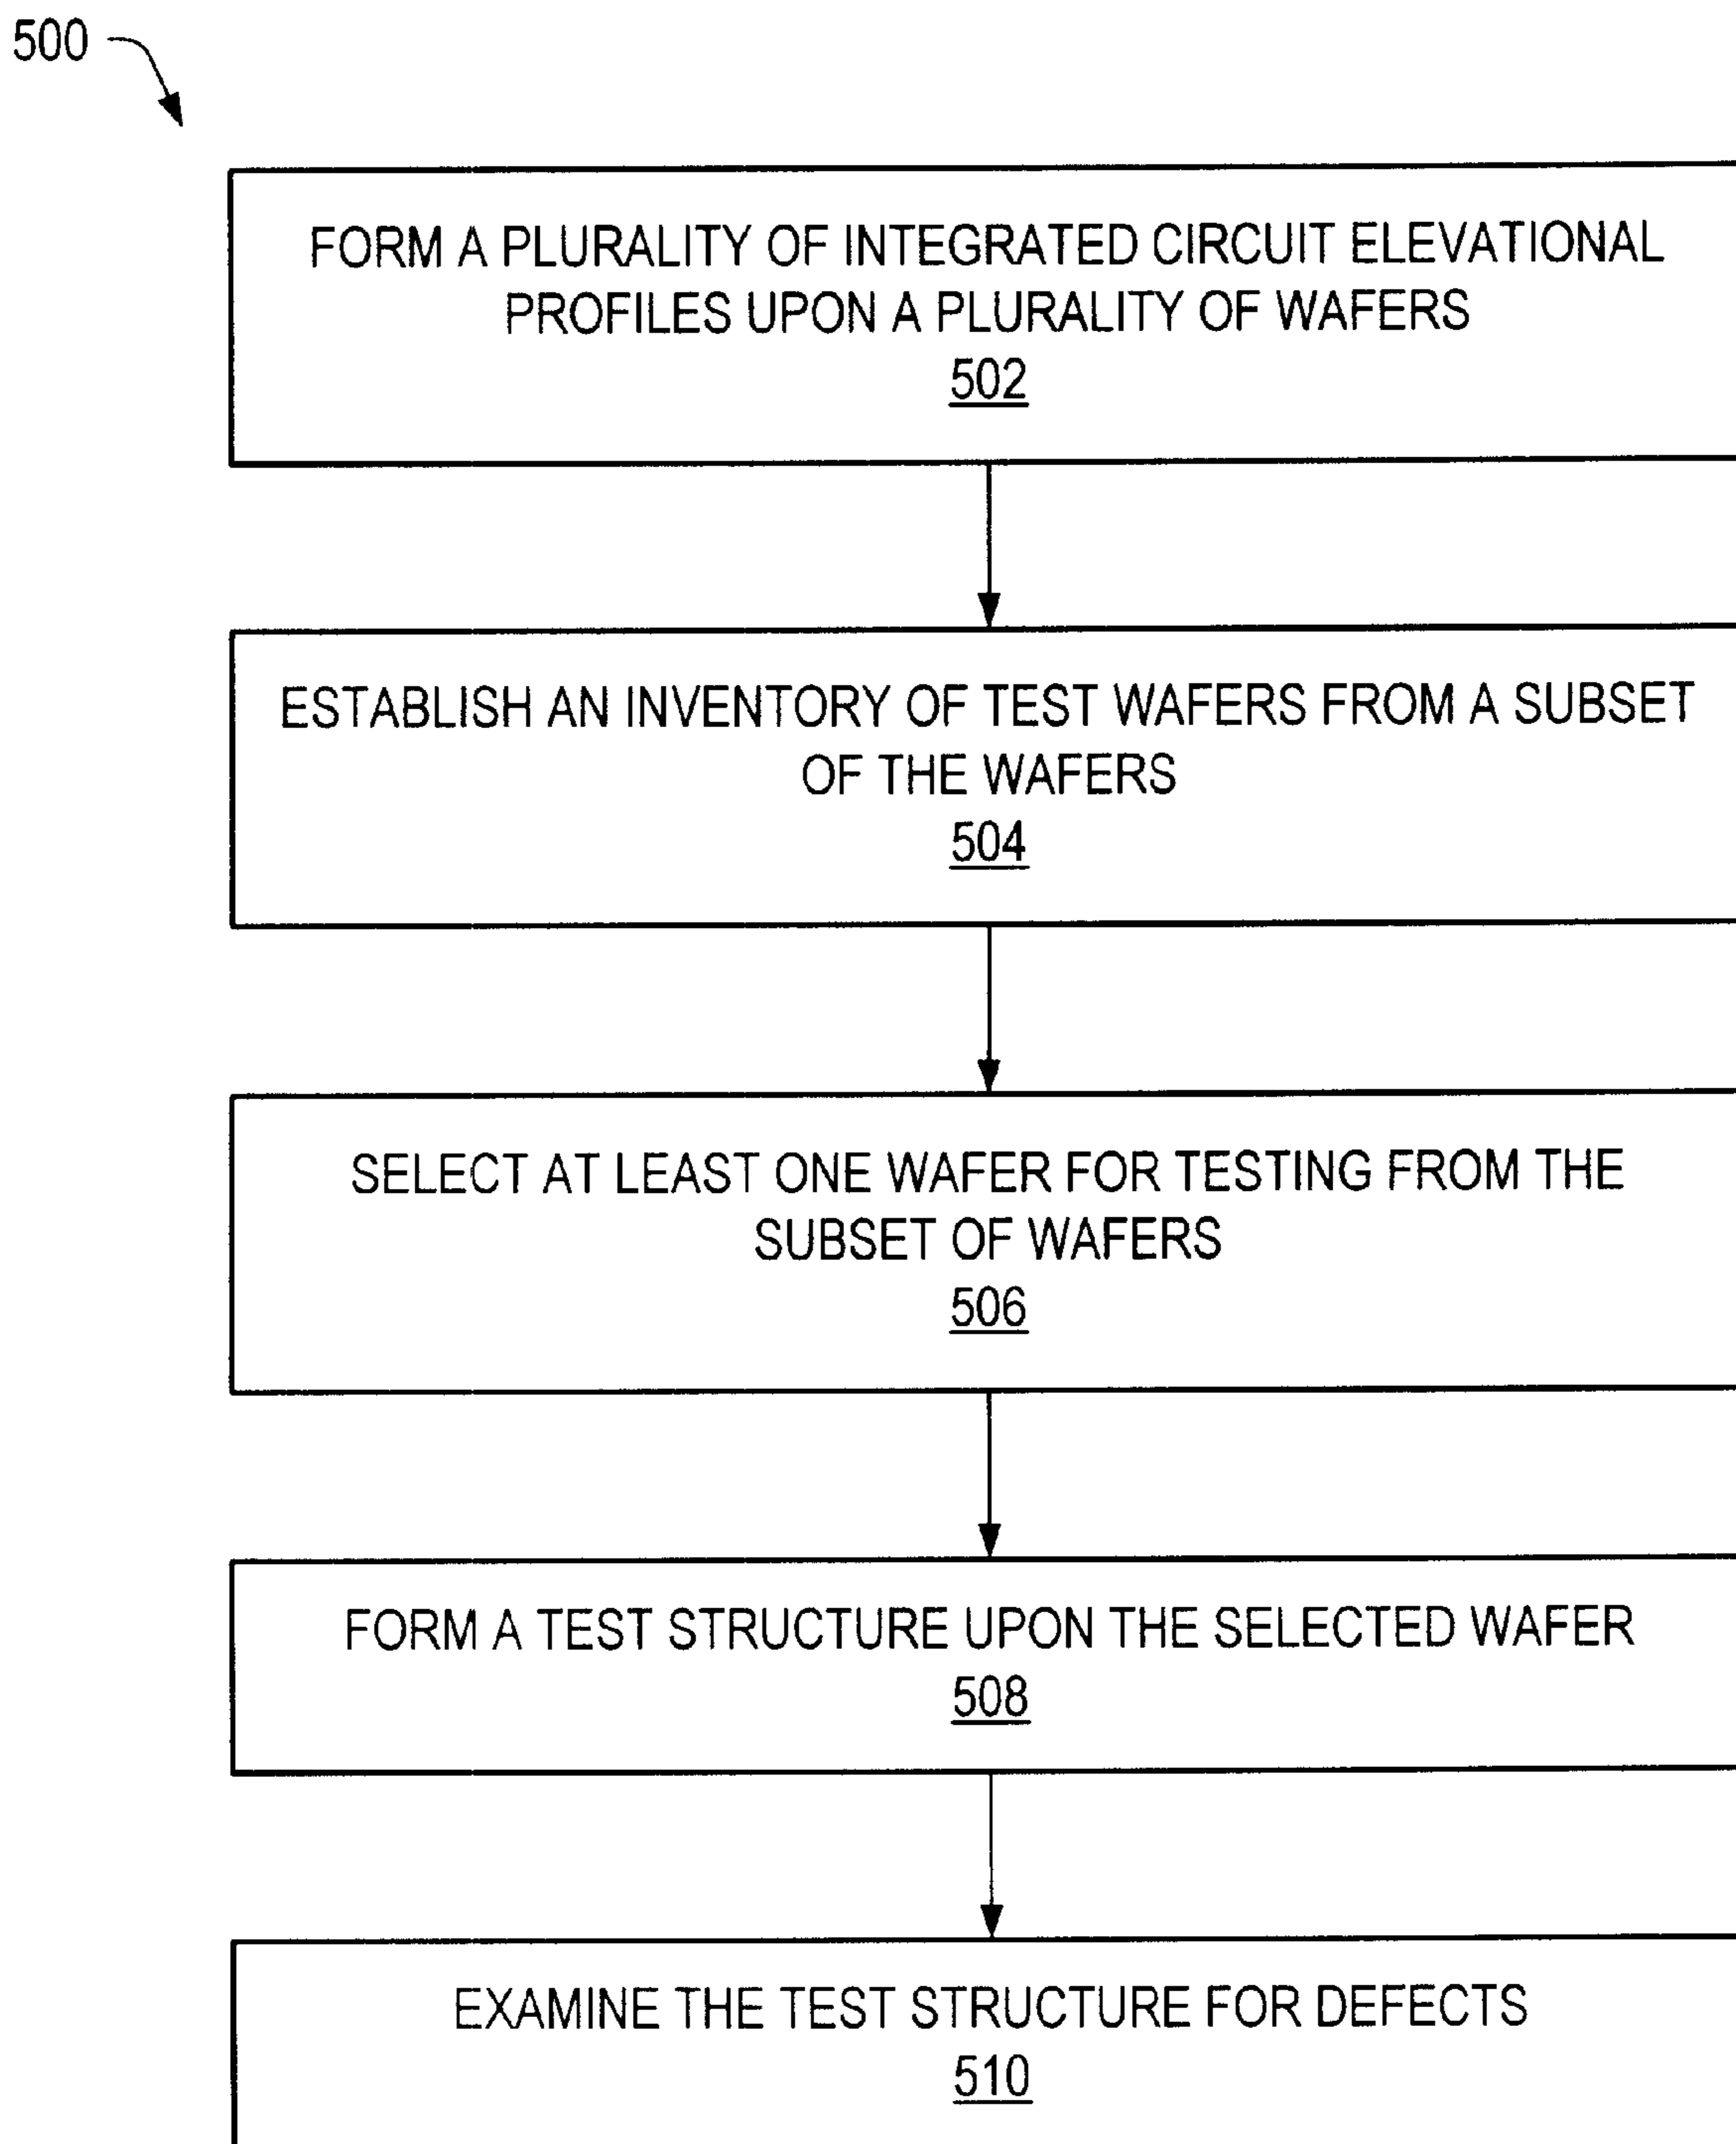 500
FORM A PLURALITY OF INTEGRATED CIRCUIT ELEVATIONAL
PROFILES UPON A PLURALITY OF WAFERS
502
ESTABLISH AN INVENTORY OF TEST WAFERS FROM A SUBSET
OF THE WAFERS
504
SELECT AT LEAST ONE WAFER FOR TESTING FROM THE
SUBSET OF WAFERS
506
FORM A TEST STRUCTURE UPON THE SELECTED WAFER
508
EXAMINE THE TEST STRUCTURE FOR DEFECTS
510